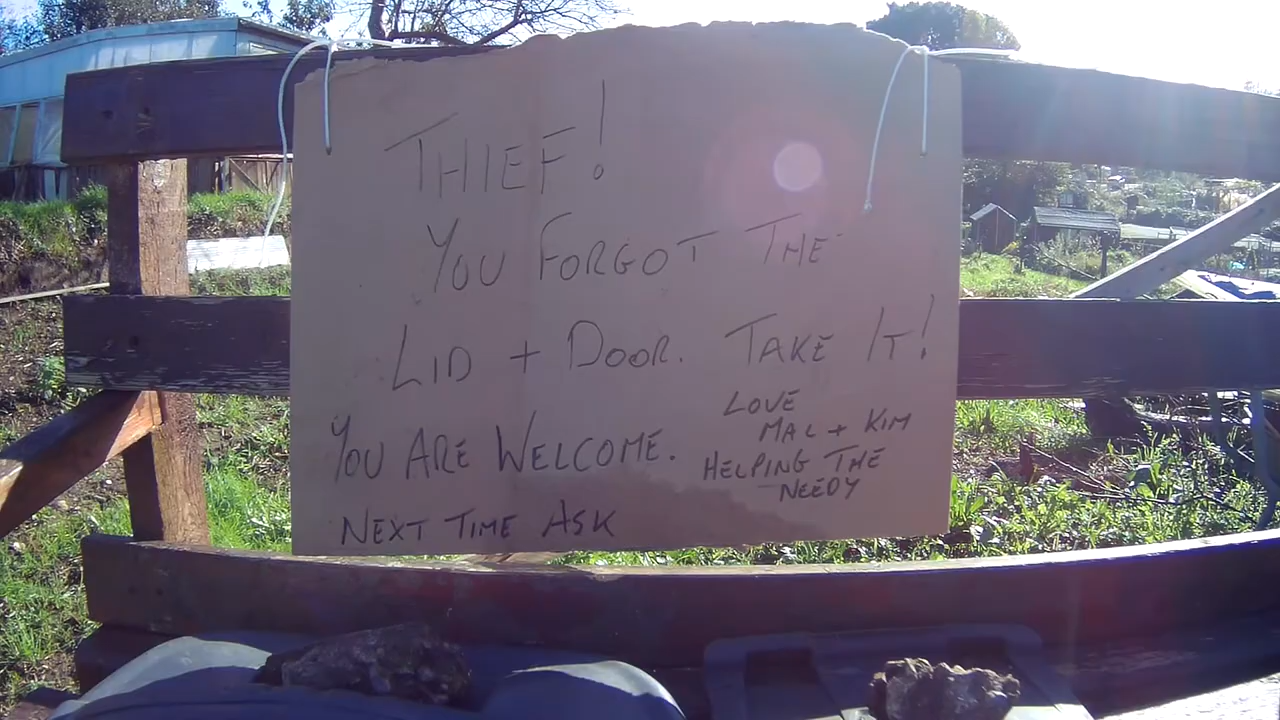 THIEF!
YOU FORGOT THE
LID + DOOR. TAKE IT!
YOU ARE WELCOME.
NEXT TIME ASK
LOVE
MAL + KIM
HELPING THE
NEEDY